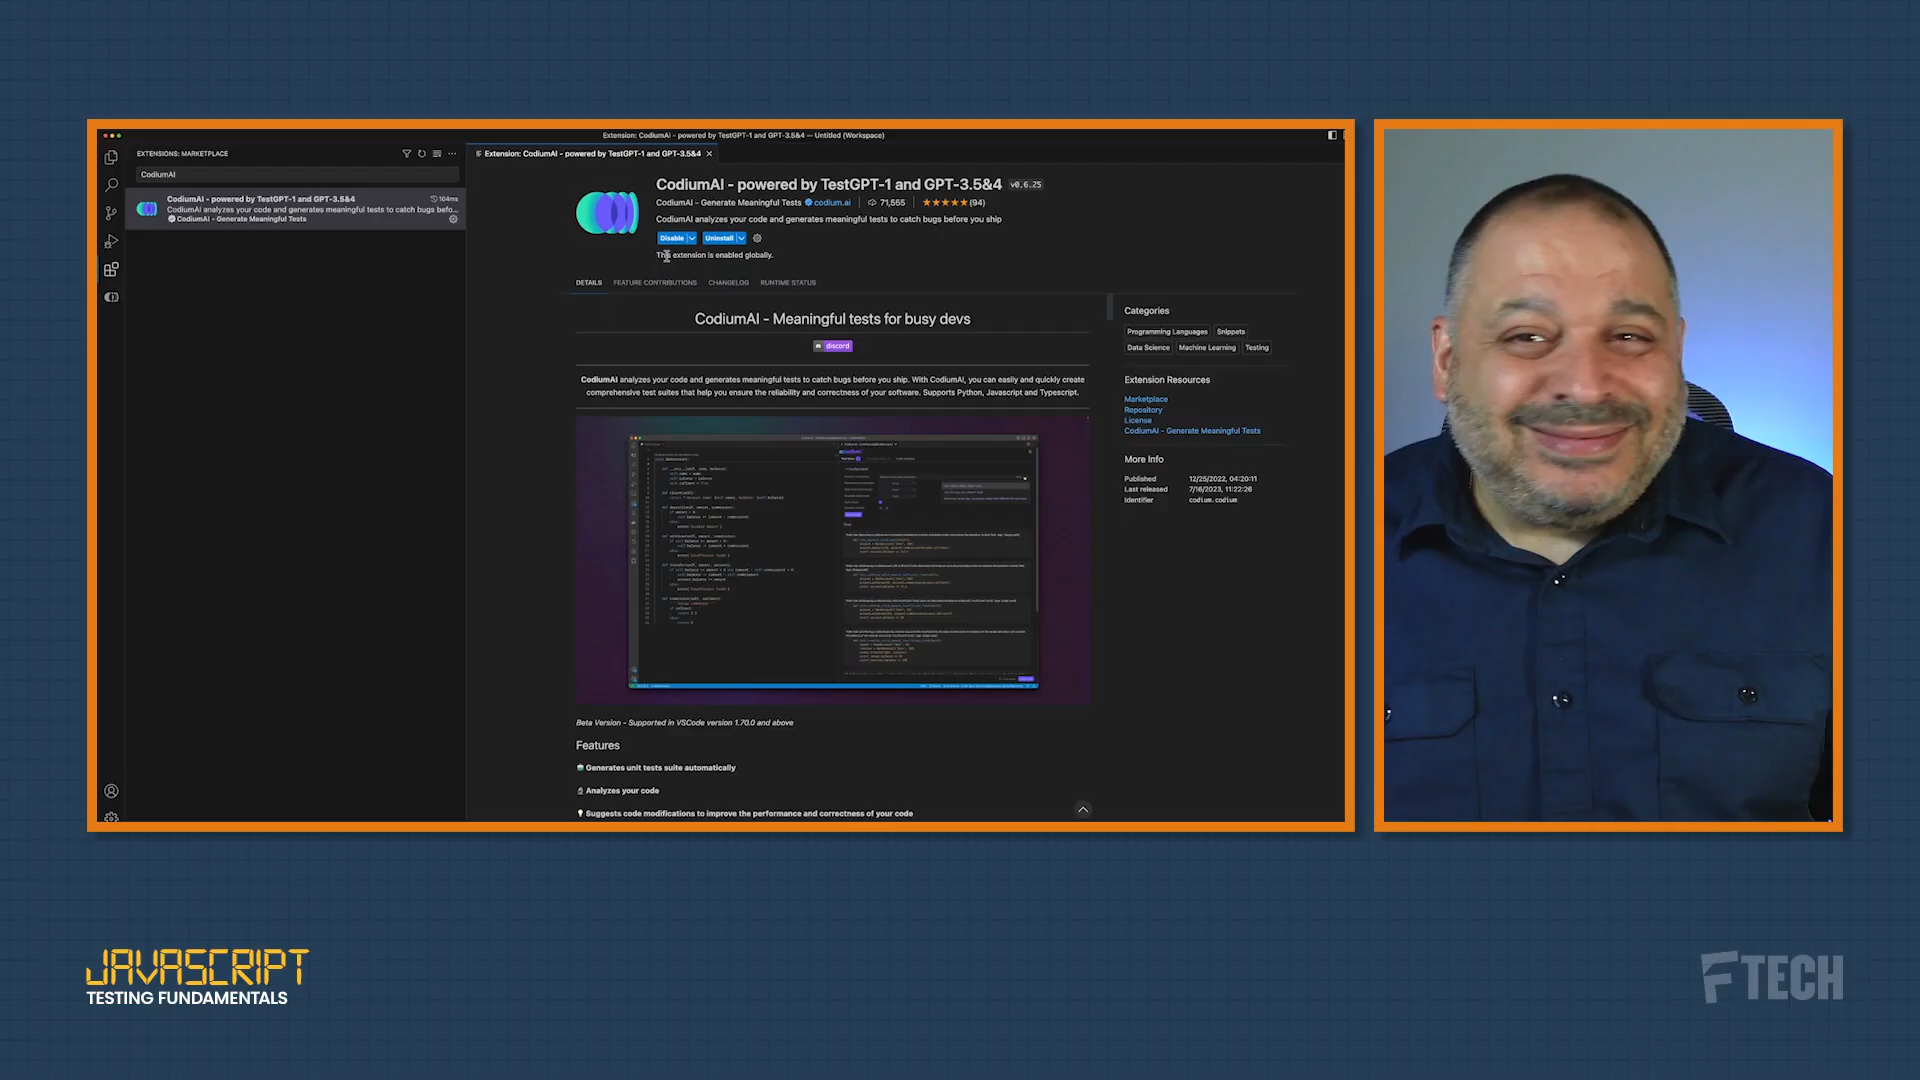 Extension: CodiumAI - powered by TestGPT-1 and GPT-3.5&4 — Untitled (Workspace)
EXTENSIONS: MARKETPLACE
CodiumAI
CodiumAI - powered by TestGPT-1 and GPT-3.5&4
104ms
CodiumAI analyzes your code and generates meaningful tests to catch bugs befo...
CodiumAI - Generate Meaningful Tests
Extension: CodiumAI - powered by TestGPT-1 and GPT-3.5&4
CodiumAI - powered by TestGPT-1 and GPT-3.5&4 v0.6.25
CodiumAI - Generate Meaningful Tests codium.ai 71,555 (94)
CodiumAI analyzes your code and generates meaningful tests to catch bugs before you ship
Disable Uninstall
This extension is enabled globally.
DETAILS FEATURE CONTRIBUTIONS CHANGELOG RUNTIME STATUS
CodiumAI - Meaningful tests for busy devs
discord
CodiumAI analyzes your code and generates meaningful tests to catch bugs before you ship. With CodiumAI, you can easily and quickly create
comprehensive test suites that help you ensure the reliability and correctness of your software. Supports Python, Javascript and Typescript.
Beta Version - Supported in VSCode version 1.70.0 and above
Features
Generates unit tests suite automatically
Analyzes your code
Suggests code modifications to improve the performance and correctness of your code
Categories
Programming Languages Snippets
Data Science Machine Learning Testing
Extension Resources
Marketplace
Repository
License
CodiumAI - Generate Meaningful Tests
More Info
Published 12/25/2022, 04:20:11
Last released 7/16/2023, 11:22:26
Identifier codium.codium
JAVASCRIPT
TESTING FUNDAMENTALS
FTECH